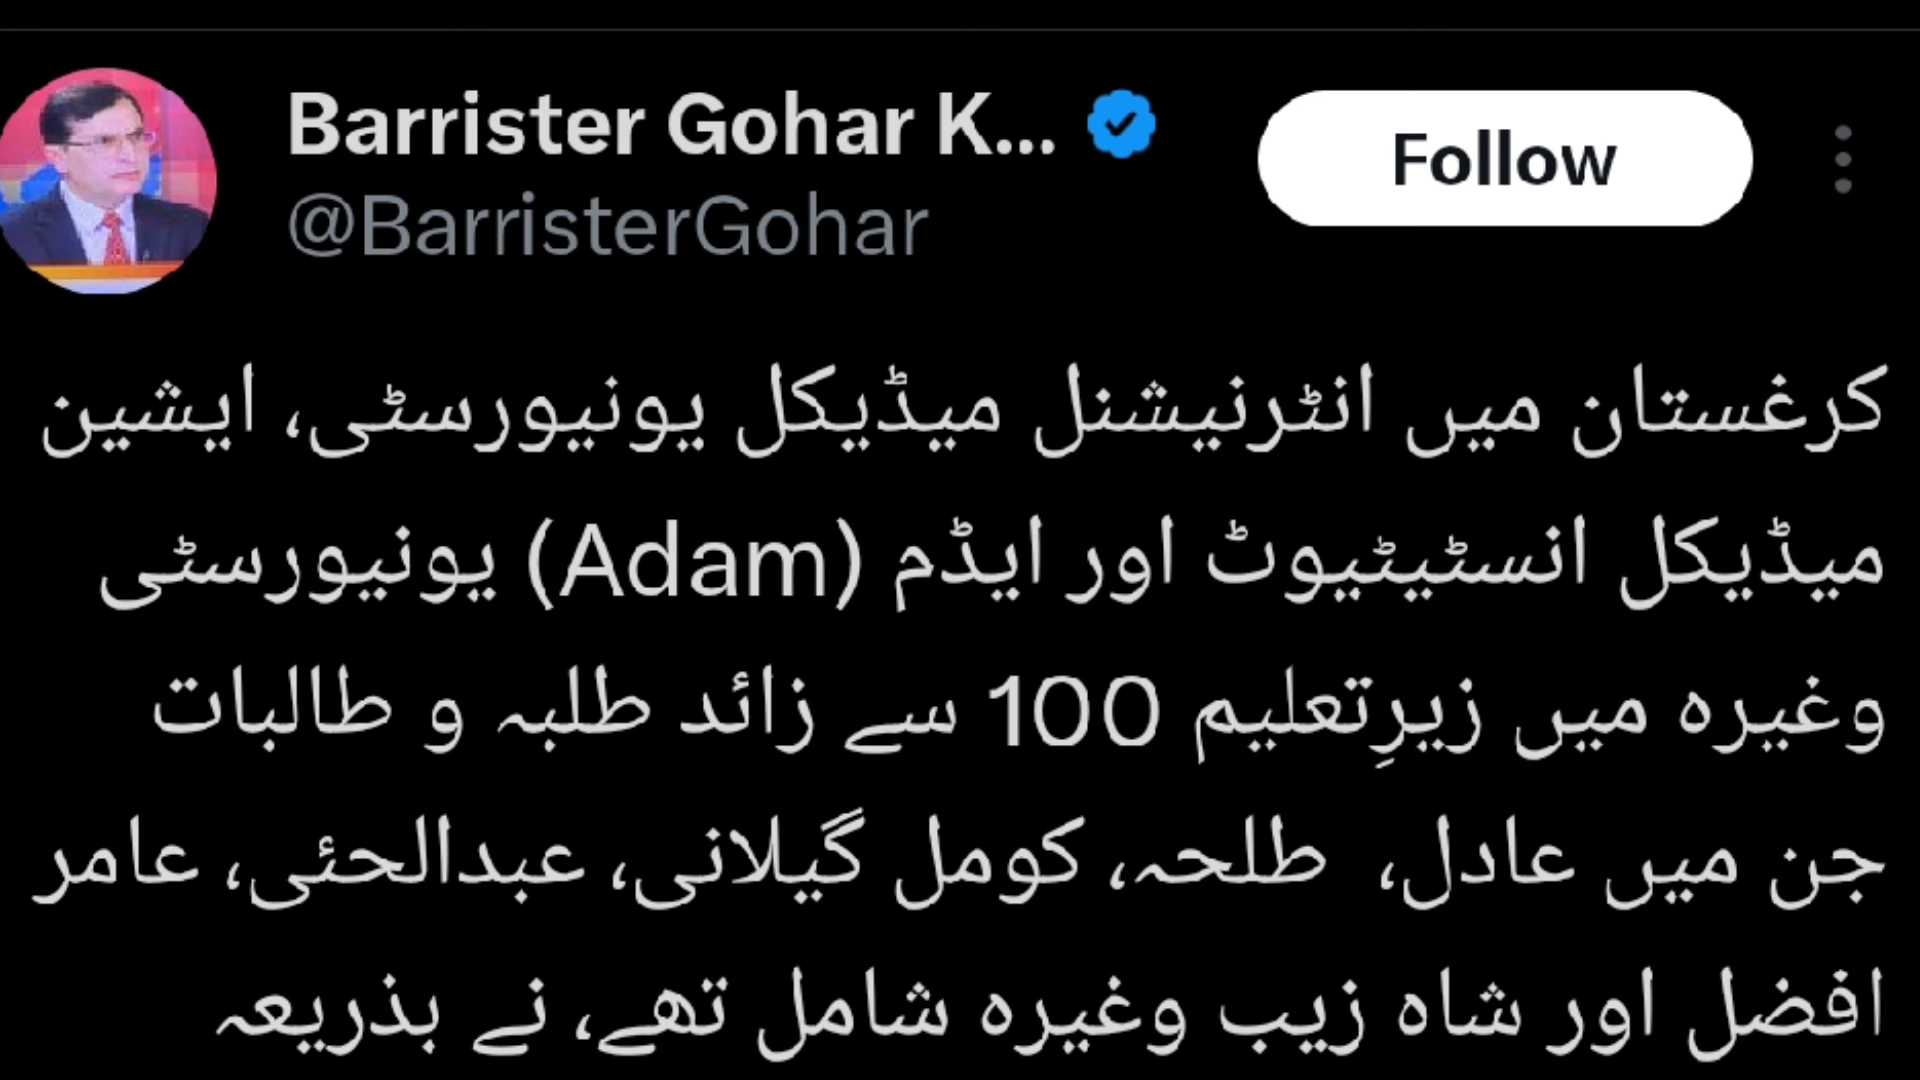 Barrister Gohar K...
@BarristerGohar
Follow
کرغستان میں انٹرنیشنل میڈیکل یونیورسٹی، ایشین
میڈیکل انسٹیٹیوٹ اور ایڈم (Adam) یونیورسٹی
وغیرہ میں زیرِتعلیم 100 سے زائد طلبہ و طالبات
جن میں عادل، طلحہ، کومل گیلانی، عبدالحئی، عامر
افضل اور شاہ زیب وغیرہ شامل تھے، نے بذریعہ